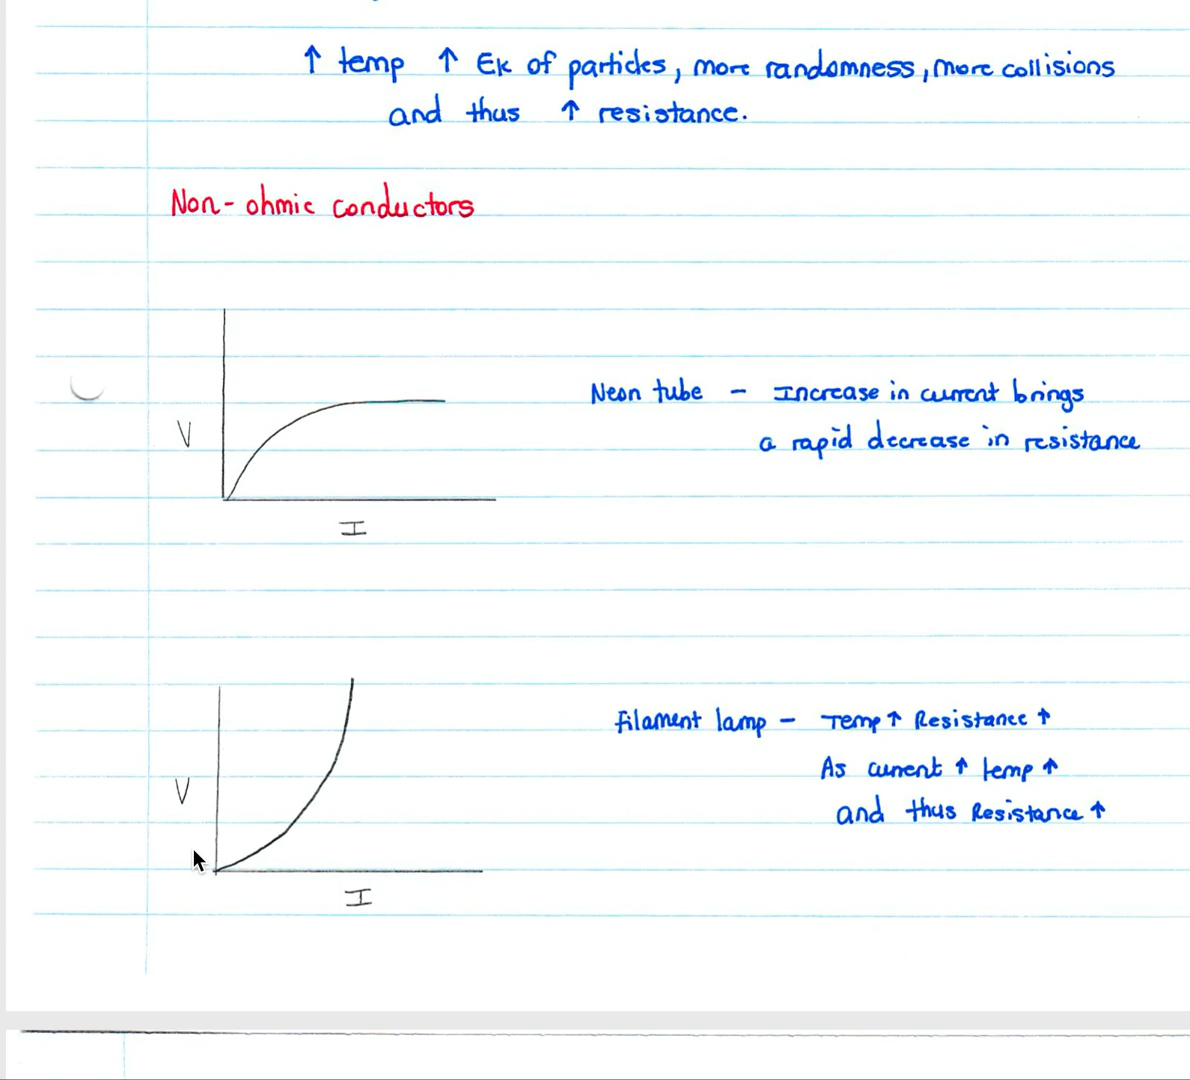 ↑ temp ↑ Ek of particles, more randomness, more collisions
and thus ↑ resistance.
Non-ohmic conductors
V
I
Neon tube - Increase in current brings
a rapid decrease in resistance
V
I
Filament lamp - Temp ↑ Resistance ↑
As current ↑ temp ↑
and thus Resistance ↑